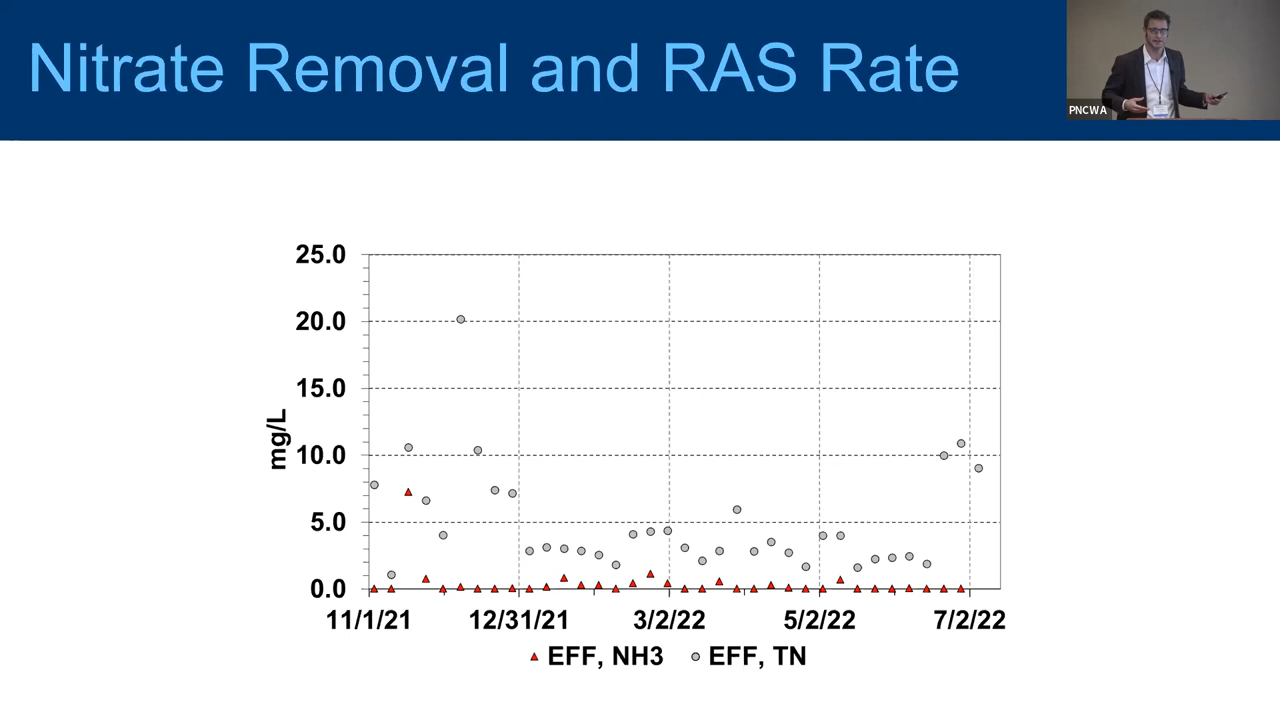 Nitrate Removal and RAS Rate
PNCWA
25.0
20.0
15.0
10.0
5.0
0.0
mg/L
11/1/21 12/31/21 3/2/22 5/2/22 7/2/22
EFF, NH3 EFF, TN